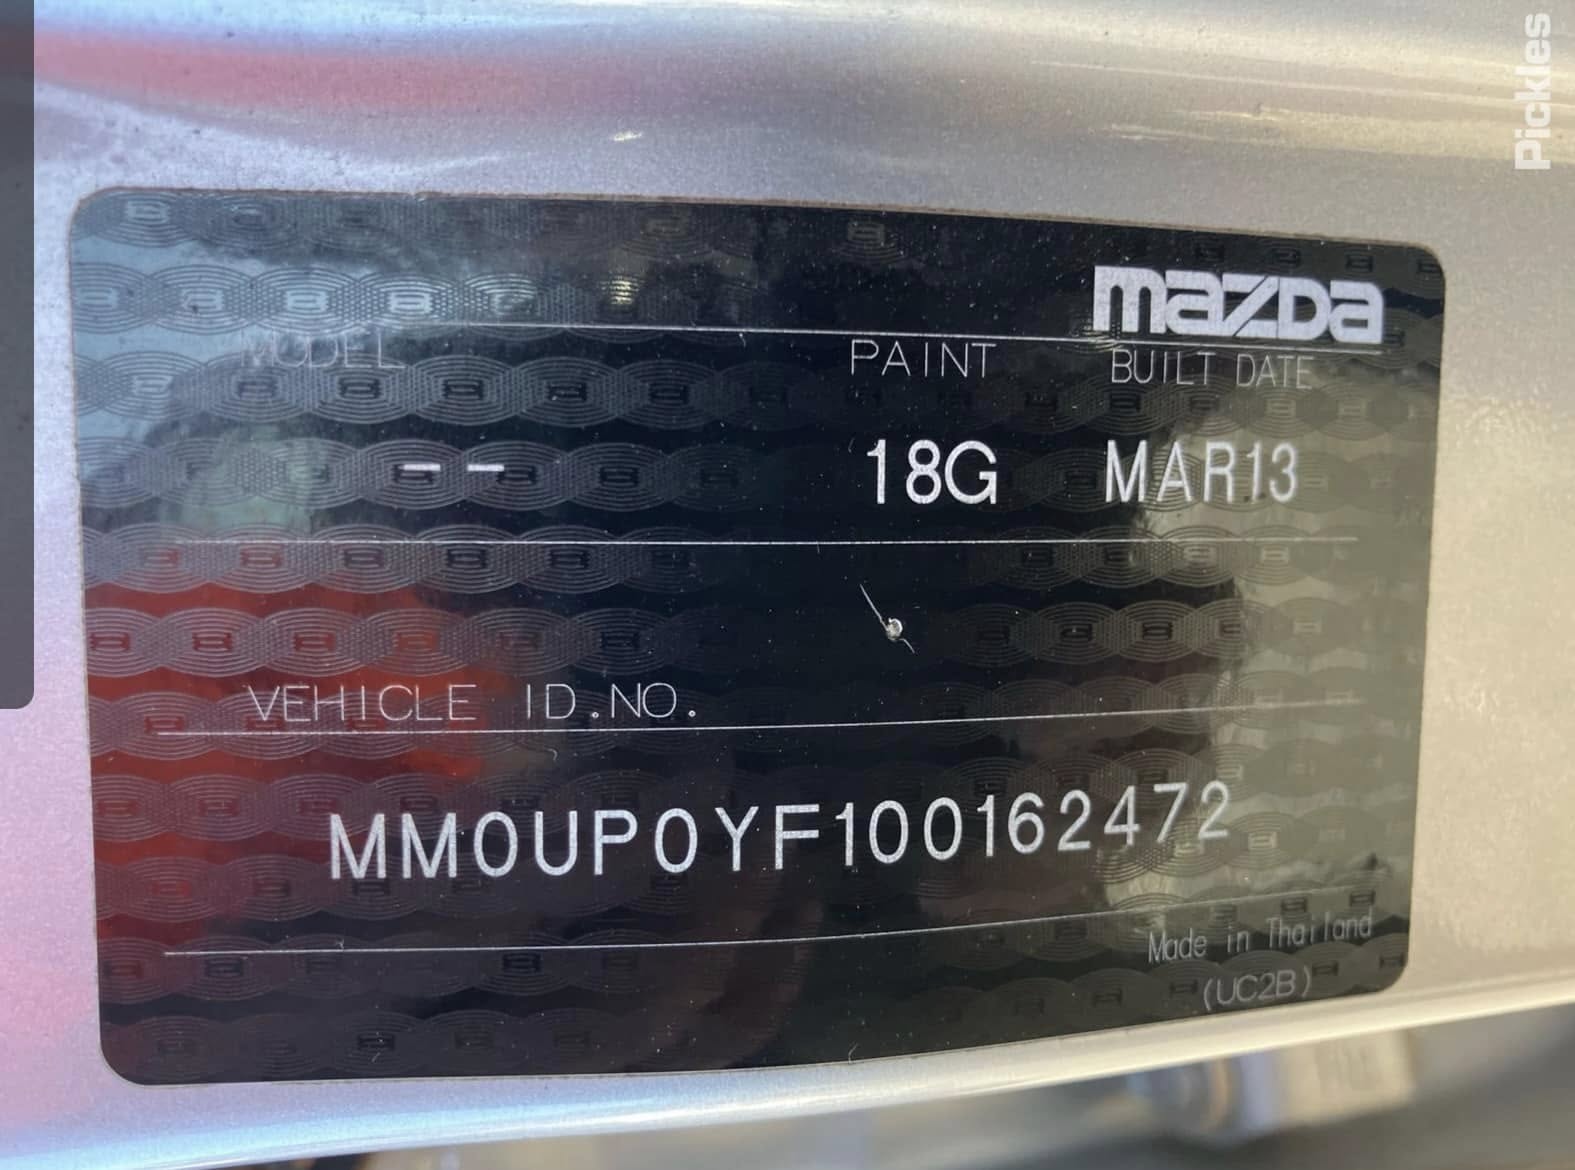 Pickles
mazda
MODEL PAINT BUILT DATE
-- 18G MAR13
VEHICLE ID.NO.
MM0UP0YF100162472
Made in Thailand
(UC2B)